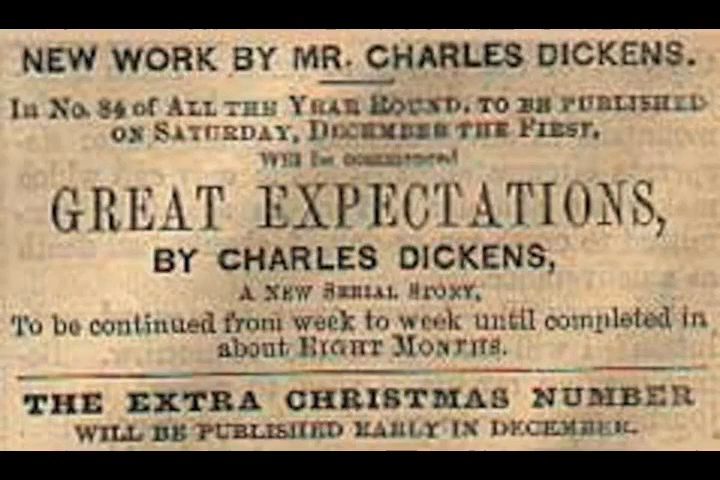 NEW WORK BY MR. CHARLES DICKENS.
In No. 84 of ALL THE YEAR ROUND, TO BE PUBLISHED
ON SATURDAY, DECEMBER THE FIRST,
Will be commenced
GREAT EXPECTATIONS,
BY CHARLES DICKENS,
A NEW SERIAL STORY,
To be continued from week to week until completed in
about EIGHT MONTHS.
THE EXTRA CHRISTMAS NUMBER
WILL BE PUBLISHED EARLY IN DECEMBER.